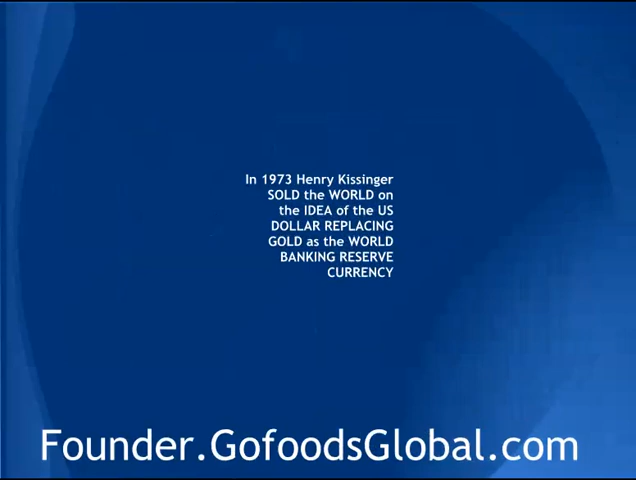 In 1973 Henry Kissinger
SOLD the WORLD on
the IDEA of the US
DOLLAR REPLACING
GOLD as the WORLD
BANKING RESERVE
CURRENCY
Founder.GofoodsGlobal.com